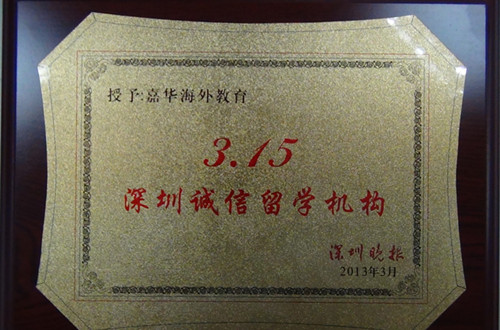 授予:嘉华海外教育
3.15
深圳诚信留学机构
深圳晚报
2013年3月